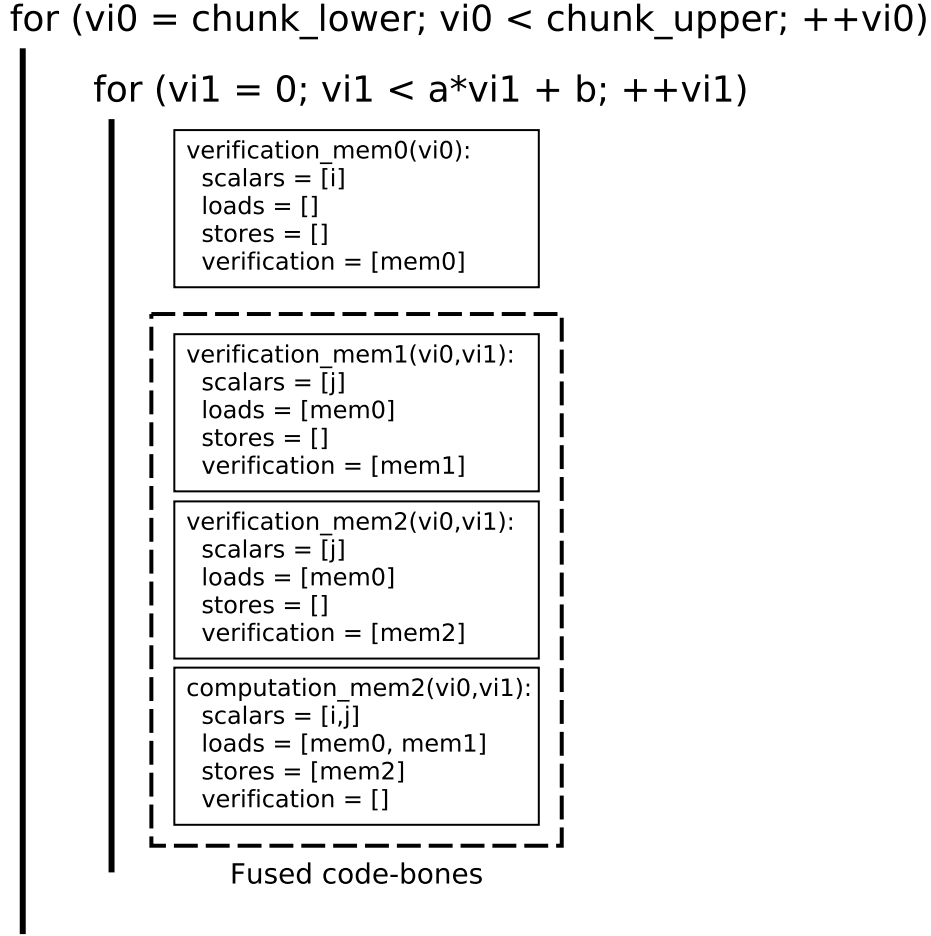 for (vi0 = chunk_lower; vi0 < chunk_upper; ++vi0)
for (vi1 = 0; vi1 < a*vi1 + b; ++vi1)
verification_mem0(vi0):
scalars = [i]
loads = []
stores = []
verification = [mem0]
verification_mem1(vi0,vi1):
scalars = [j]
loads = [mem0]
stores = []
verification = [mem1]
verification_mem2(vi0,vi1):
scalars = [j]
loads = [mem0]
stores = []
verification = [mem2]
computation_mem2(vi0,vi1):
scalars = [i,j]
loads = [mem0, mem1]
stores = [mem2]
verification = []
Fused code-bones